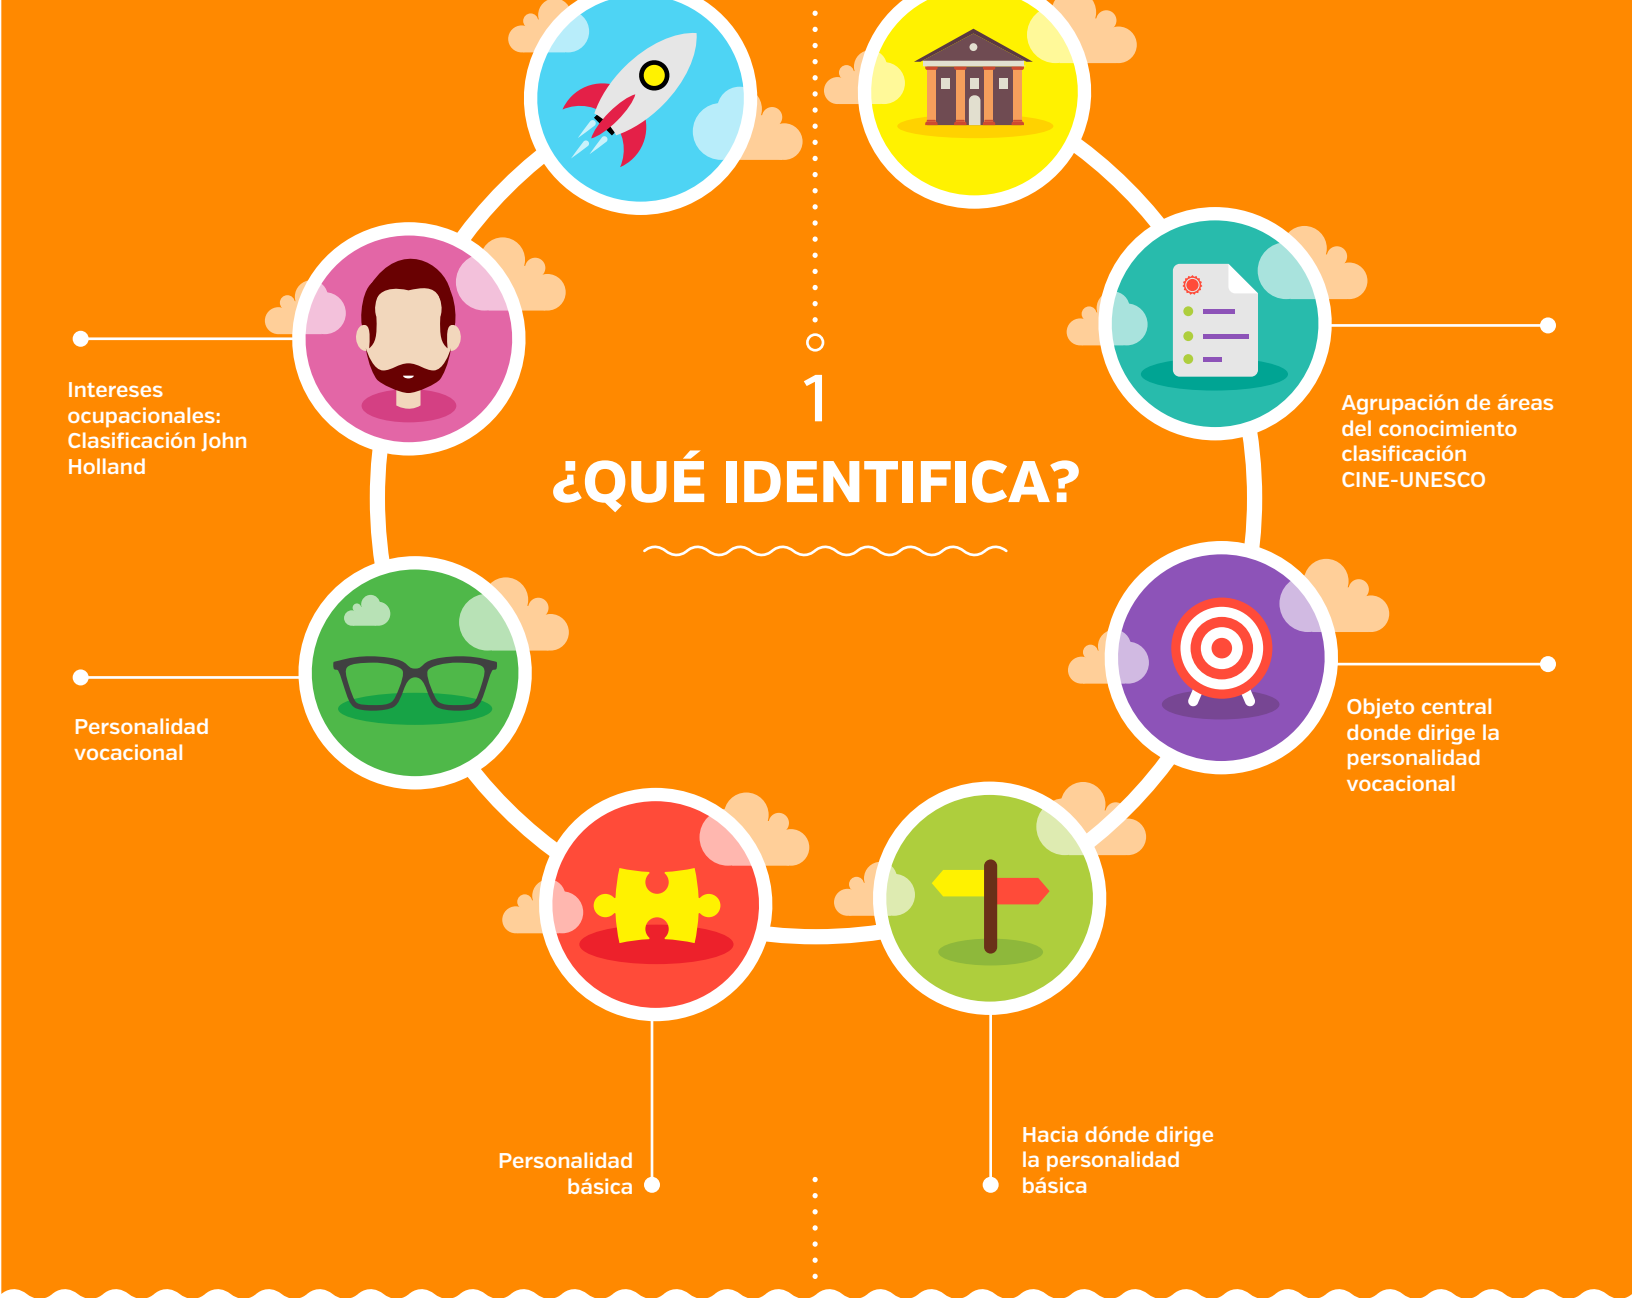 1
¿QUÉ IDENTIFICA?
Intereses
ocupacionales:
Clasificación John
Holland
Agrupación de áreas
del conocimiento
clasificación
CINE-UNESCO
Personalidad
vocacional
Objeto central
donde dirige la
personalidad
vocacional
Personalidad
básica
Hacia dónde dirige
la personalidad
básica